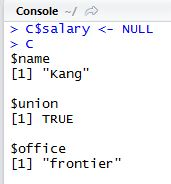 Console ~/
> C$salary <- NULL
> C
$name
[1] "Kang"
$union
[1] TRUE
$office
[1] "frontier"